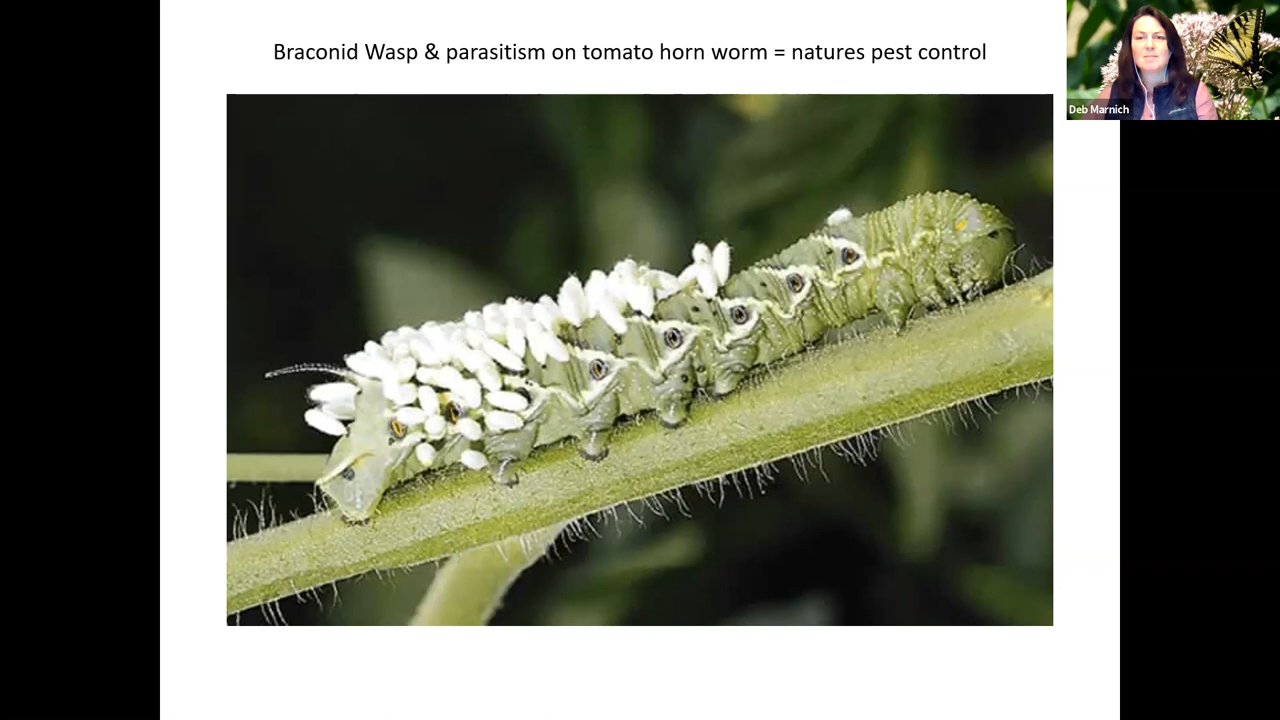 Braconid Wasp & parasitism on tomato horn worm = natures pest control
Deb Marnich